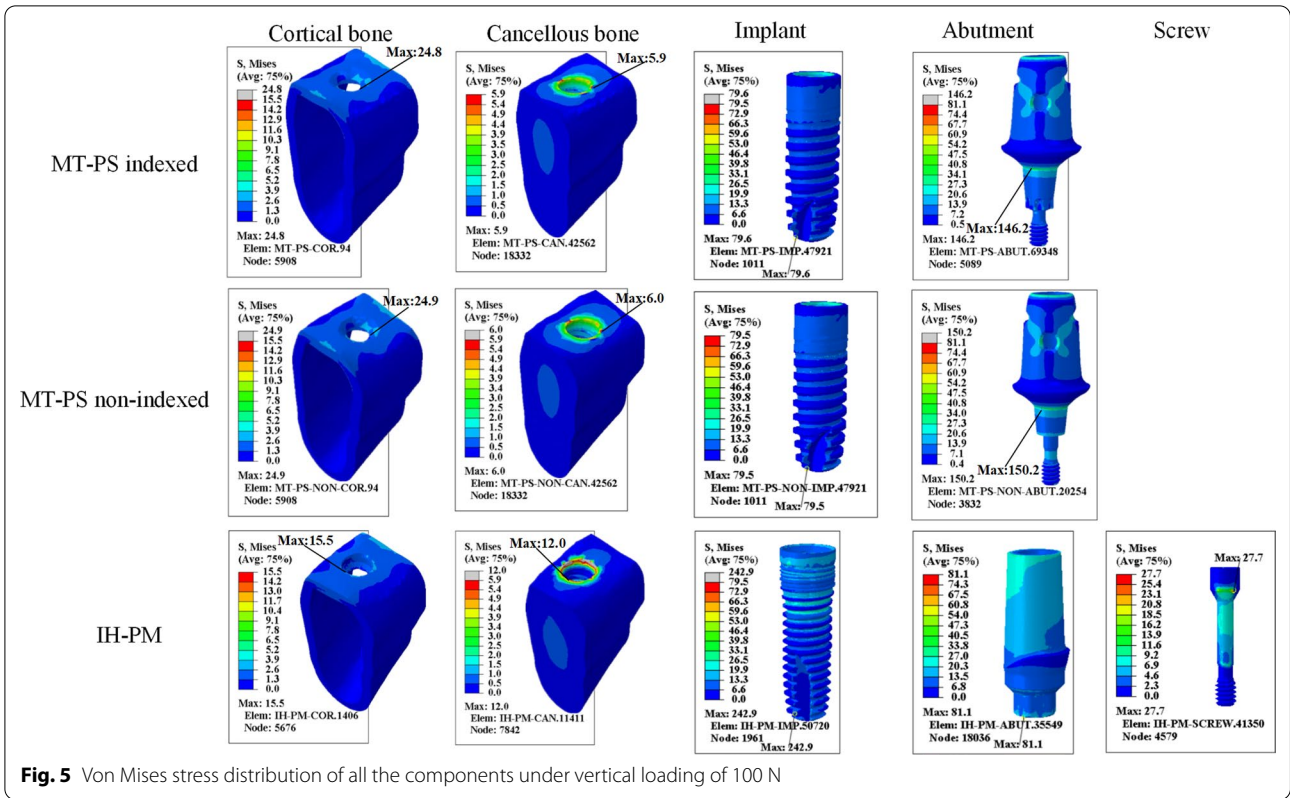 Cortical bone
Cancellous bone
Implant
Abutment
Screw
MT-PS indexed
Max:24.8
S, Mises
(Avg: 75%)
24.8
15.5
14.2
12.9
11.6
10.3
9.1
7.8
6.5
5.2
3.9
2.6
1.3
0.0
Max: 24.8
Elem: MT-PS-COR.94
Node: 5908
Max:5.9
S, Mises
(Avg: 75%)
5.9
5.9
5.4
4.9
4.4
3.9
3.5
3.0
2.5
2.0
1.5
1.0
0.5
0.0
Max: 5.9
Elem: MT-PS-CAN.42562
Node: 18332
S, Mises
(Avg: 75%)
79.6
79.5
72.9
66.3
59.6
53.0
46.4
39.8
33.1
26.5
19.9
13.3
6.6
0.0
Max: 79.6
Elem: MT-PS-IMP.47921
Node: 1011
Max: 79.6
S, Mises
(Avg: 75%)
146.2
81.1
74.4
67.7
60.9
54.2
47.5
40.8
34.1
27.3
20.6
13.9
7.2
0.5
Max:146.2
Max: 146.2
Elem: MT-PS-ABUT.69348
Node: 5089
MT-PS non-indexed
Max:24.9
S, Mises
(Avg: 75%)
24.9
15.5
14.2
12.9
11.6
10.3
9.1
7.8
6.5
5.2
3.9
2.6
1.3
0.0
Max: 24.9
Elem: MT-PS-NON-COR.94
Node: 5908
Max:6.0
S, Mises
(Avg: 75%)
6.0
5.9
5.4
4.9
4.4
3.9
3.4
3.0
2.5
2.0
1.5
1.0
0.5
0.0
Max: 6.0
Elem: MT-PS-NON-CAN.42562
Node: 18332
S, Mises
(Avg: 75%)
79.5
72.9
66.3
59.6
53.0
46.4
39.8
33.1
26.5
19.9
13.3
6.6
0.0
Max: 79.5
Elem: MT-PS-NON-IMP.47921
Node: 1011
Max: 79.5
S, Mises
(Avg: 75%)
150.2
81.1
74.4
67.7
60.9
54.2
47.5
40.8
34.0
27.3
20.6
13.9
7.1
0.4
Max:150.2
Max: 150.2
Elem: MT-PS-NON-ABUT.20254
Node: 3832
IH-PM
Max:15.5
S, Mises
(Avg: 75%)
15.5
14.2
13.0
11.7
10.4
9.1
7.8
6.5
5.2
3.9
2.6
1.3
0.0
Max: 15.5
Elem: IH-PM-COR.1406
Node: 5676
Max:12.0
S, Mises
(Avg: 75%)
12.0
5.9
5.4
4.9
4.4
3.9
3.4
3.0
2.5
2.0
1.5
1.0
0.5
0.0
Max: 12.0
Elem: IH-PM-CAN.11411
Node: 7842
S, Mises
(Avg: 75%)
242.9
79.5
72.9
66.3
59.6
53.0
46.4
39.8
33.1
26.5
19.9
13.3
6.6
0.0
Max: 242.9
Elem: IH-PM-IMP.50720
Node: 1961
Max: 242.9
S, Mises
(Avg: 75%)
81.1
74.3
67.5
60.8
54.0
47.3
40.5
33.8
27.0
20.3
13.5
6.8
0.0
Max: 81.1
Elem: IH-PM-ABUT.35549
Node: 18036
Max:81.1
Max: 27.7
S, Mises
(Avg: 75%)
27.7
25.4
23.1
20.8
18.5
16.2
13.9
11.6
9.2
6.9
4.6
2.3
0.0
Max: 27.7
Elem: IH-PM-SCREW.41350
Node: 4579
Fig. 5 Von Mises stress distribution of all the components under vertical loading of 100 N